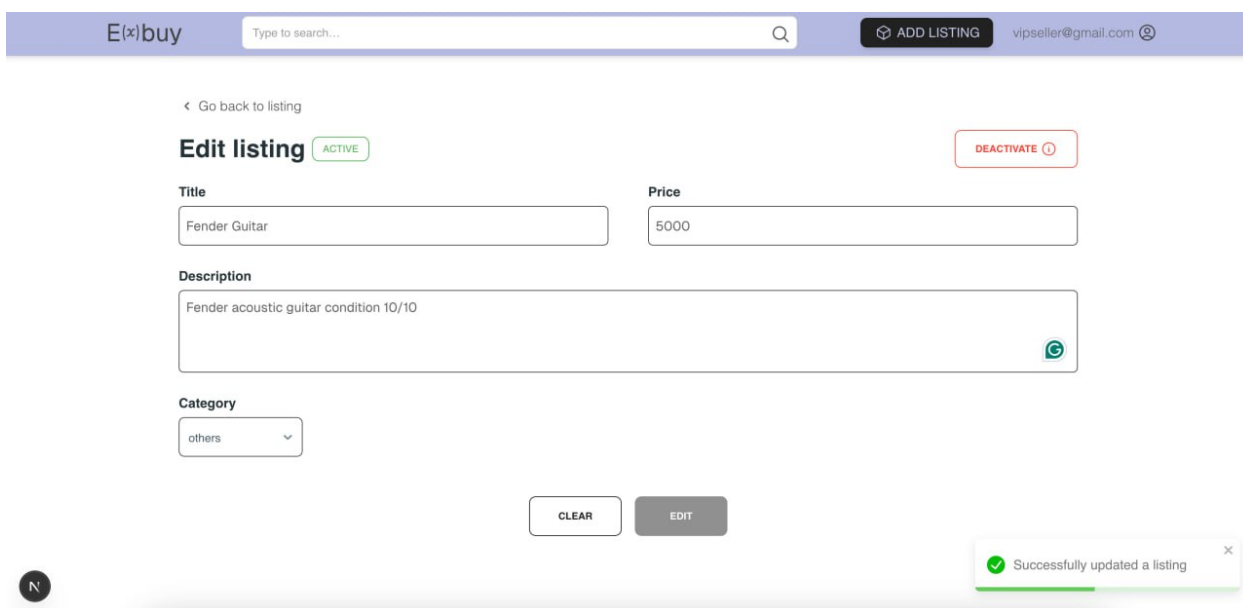 E(x)buy
Type to search...
ADD LISTING
vipseller@gmail.com
Go back to listing
Edit listing
ACTIVE
DEACTIVATE
Title
Price
Fender Guitar
5000
Description
Fender acoustic guitar condition 10/10
G
Category
others
CLEAR
EDIT
Successfully updated a listing
N